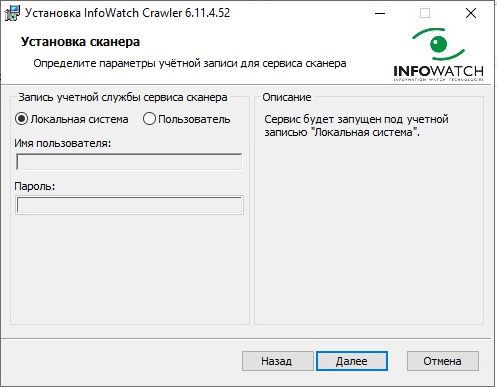 Установка InfoWatch Crawler 6.11.4.52
Установка сканера
Определите параметры учётной записи для сервиса сканера
INFOWATCH
INFORMATION WATCH TECHNOLOGIES
Запись учетной службы сервиса сканера
Локальная система
Пользователь
Имя пользователя:
Пароль:
Описание
Сервис будет запущен под учетной
записью "Локальная система".
Назад
Далее
Отмена